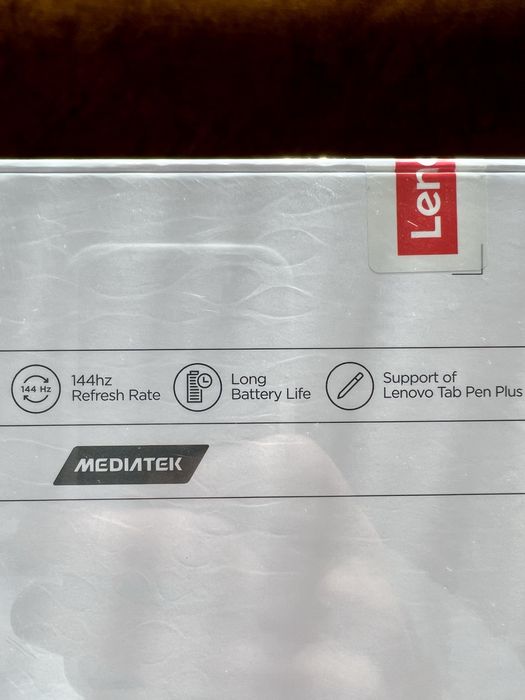 Len
144 Hz
144hz
Refresh Rate
Long
Battery Life
Support of
Lenovo Tab Pen Plus
MEDIATEK